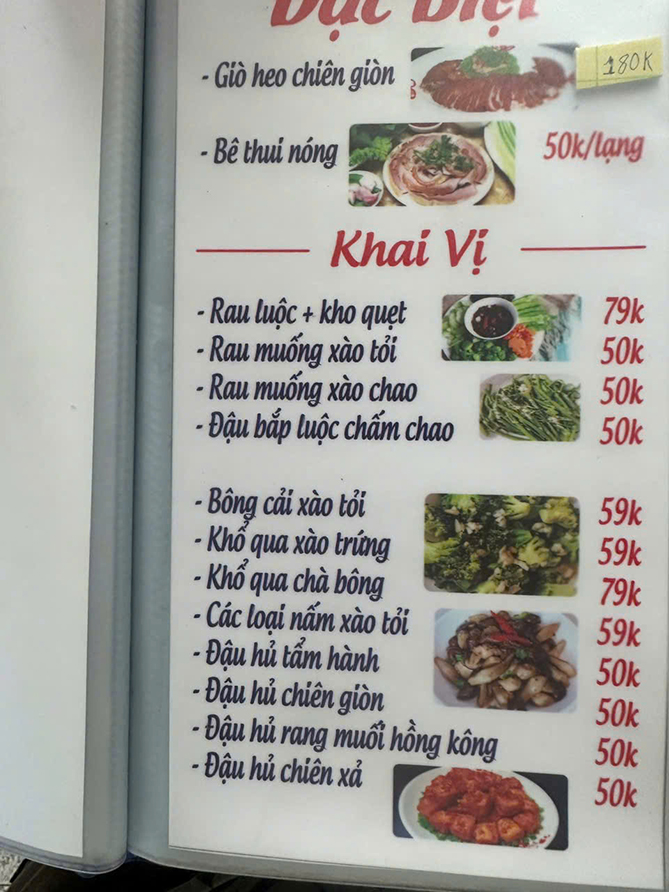 Đặc Biệt
- Giò heo chiên giòn 180K
- Bê thui nóng 50k/lạng
Khai Vị
- Rau luộc + kho quẹt 79k
- Rau muống xào tỏi 50k
- Rau muống xào chao 50k
- Đậu bắp luộc chấm chao 50k
- Bông cải xào tỏi 59k
- Khổ qua xào trứng 59k
- Khổ qua chà bông 79k
- Các loại nấm xào tỏi 59k
- Đậu hủ tẩm hành 50k
- Đậu hủ chiên giòn 50k
- Đậu hủ rang muối hồng kông 50k
- Đậu hủ chiên xả 50k